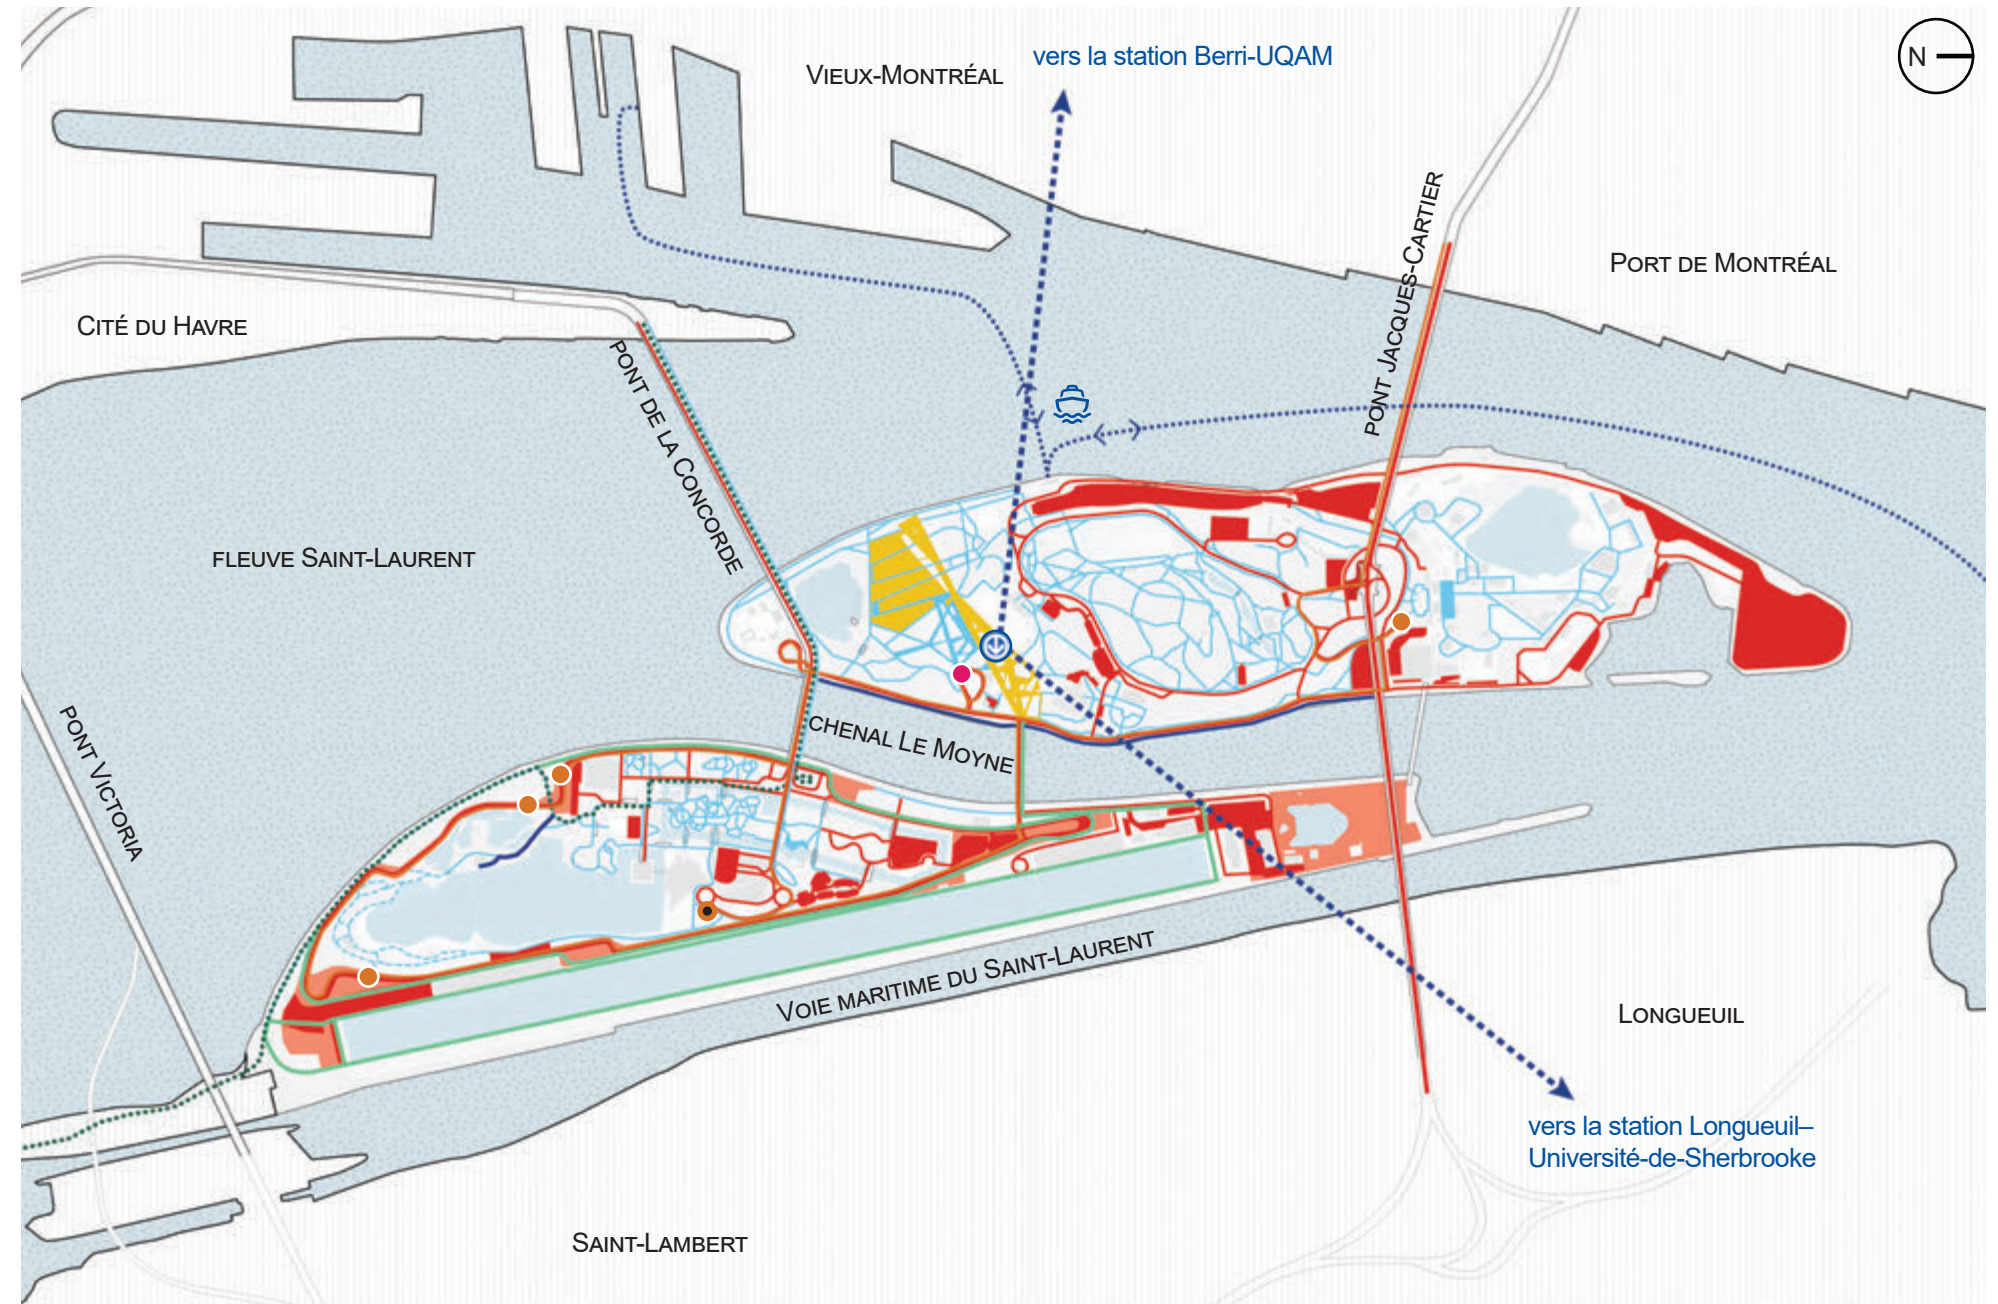 vers la station Berri-UQAM
VIEUX-MONTRÉAL
N
PORT DE MONTRÉAL
PONT JACQUES-CARTIER
CITÉ DU HAVRE
PONT DE LA CONCORDE
FLEUVE SAINT-LAURENT
PONT VICTORIA
CHENAL LE MOYNE
VOIE MARITIME DU SAINT-LAURENT
LONGUEUIL
vers la station Longueuil–
Université-de-Sherbrooke
SAINT-LAMBERT